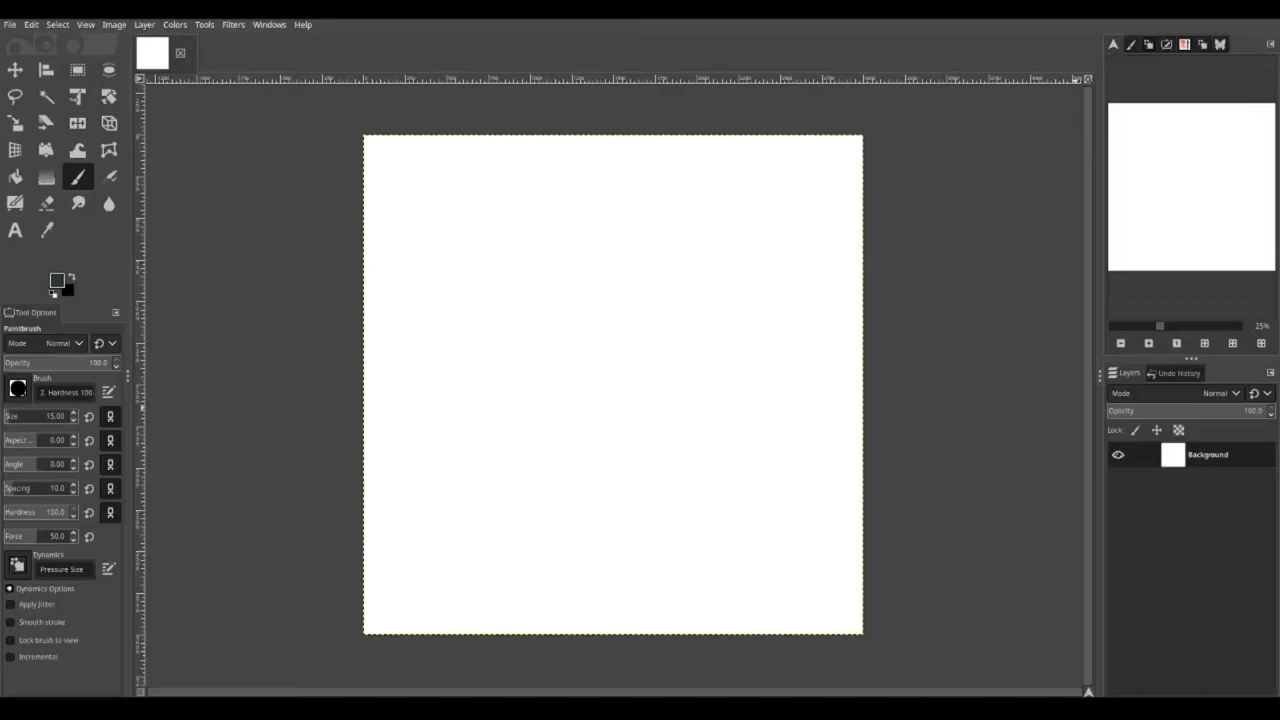 File Edit Select View Image Layer Colors Tools Filters Windows Help
Tool Options
Paintbrush
Mode Normal
Opacity 100.0
Brush
2. Hardness 100
Size 15.00
Aspect ... 0.00
Angle 0.00
Spacing 10.0
Hardness 100.0
Force 50.0
Dynamics
Pressure Size
Dynamics Options
Apply Jitter
Smooth stroke
Lock brush to view
Incremental
25%
Layers Undo History
Mode Normal
Opacity 100.0
Lock:
Background